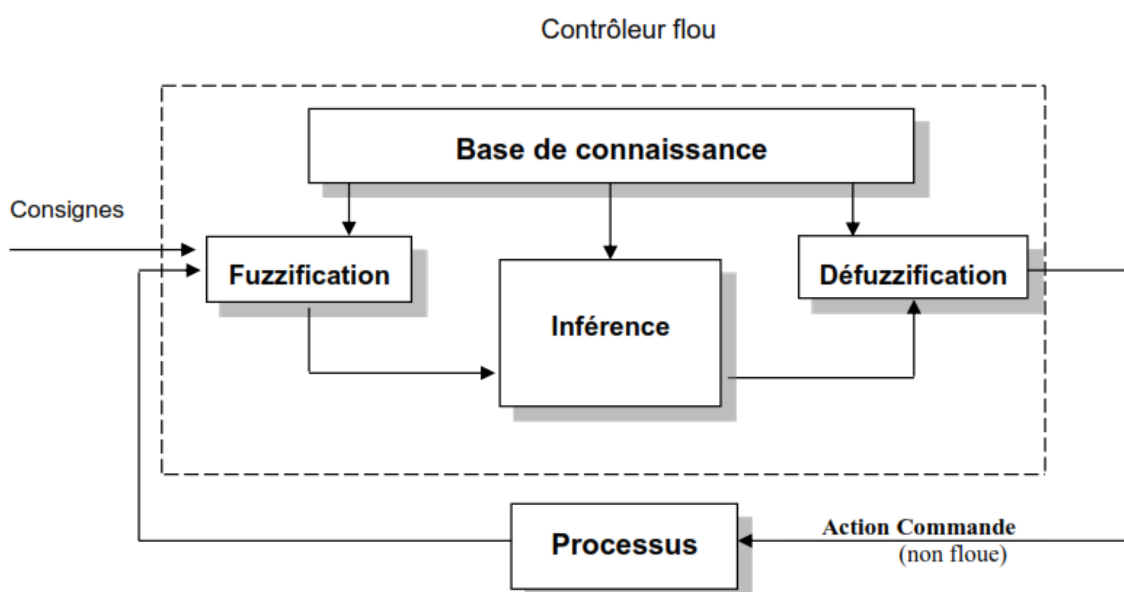 Contrôleur flou
Base de connaissance
Consignes
Fuzzification
Défuzzification
Inférence
Action Commande
(non floue)
Processus